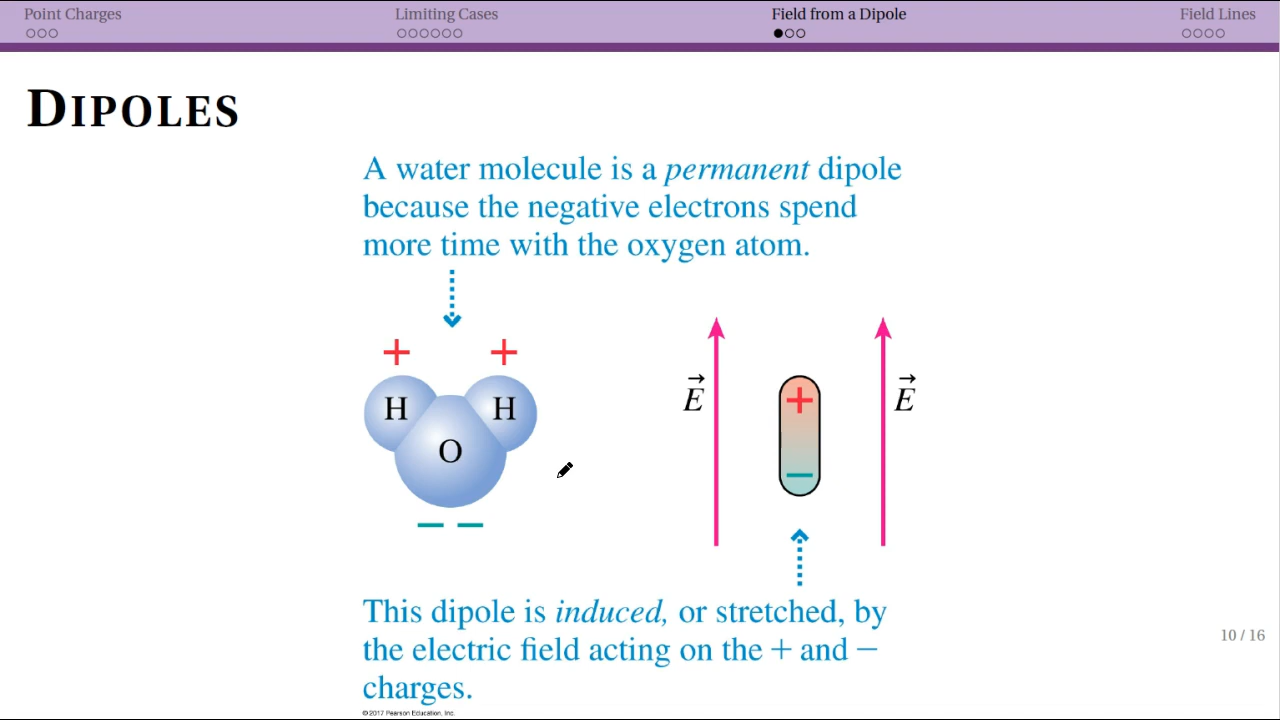 Point Charges
Limiting Cases
Field from a Dipole
Field Lines
DIPOLES
A water molecule is a permanent dipole
because the negative electrons spend
more time with the oxygen atom.
+ +
H H
O
− −
E⃗ E⃗
+
−
This dipole is induced, or stretched, by
the electric field acting on the + and −
charges.
10 / 16
© 2017 Pearson Education, Inc.